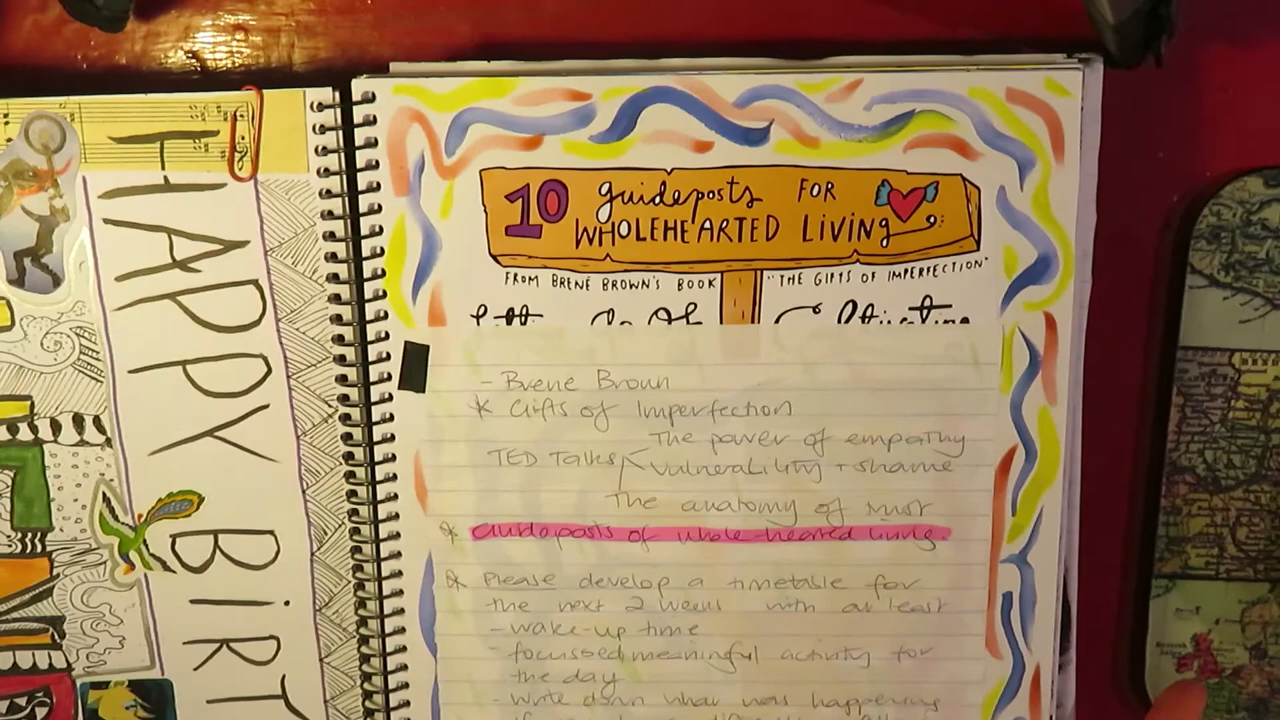 HAPPY BIRT
10 guideposts FOR
WHOLEHEARTED LIVING
FROM BRENÉ BROWN'S BOOK "THE GIFTS OF IMPERFECTION"
- Brene Brown
* Gifts of Imperfection
The power of empathy
TED Talks vulnerability + shame
The anatomy of trust
* Guideposts of whole-hearted living.
* Please develop a timetable for
the next 2 weeks with at least
- wake-up time
- focussed meaningful activity for
the day
- Write down what was happening